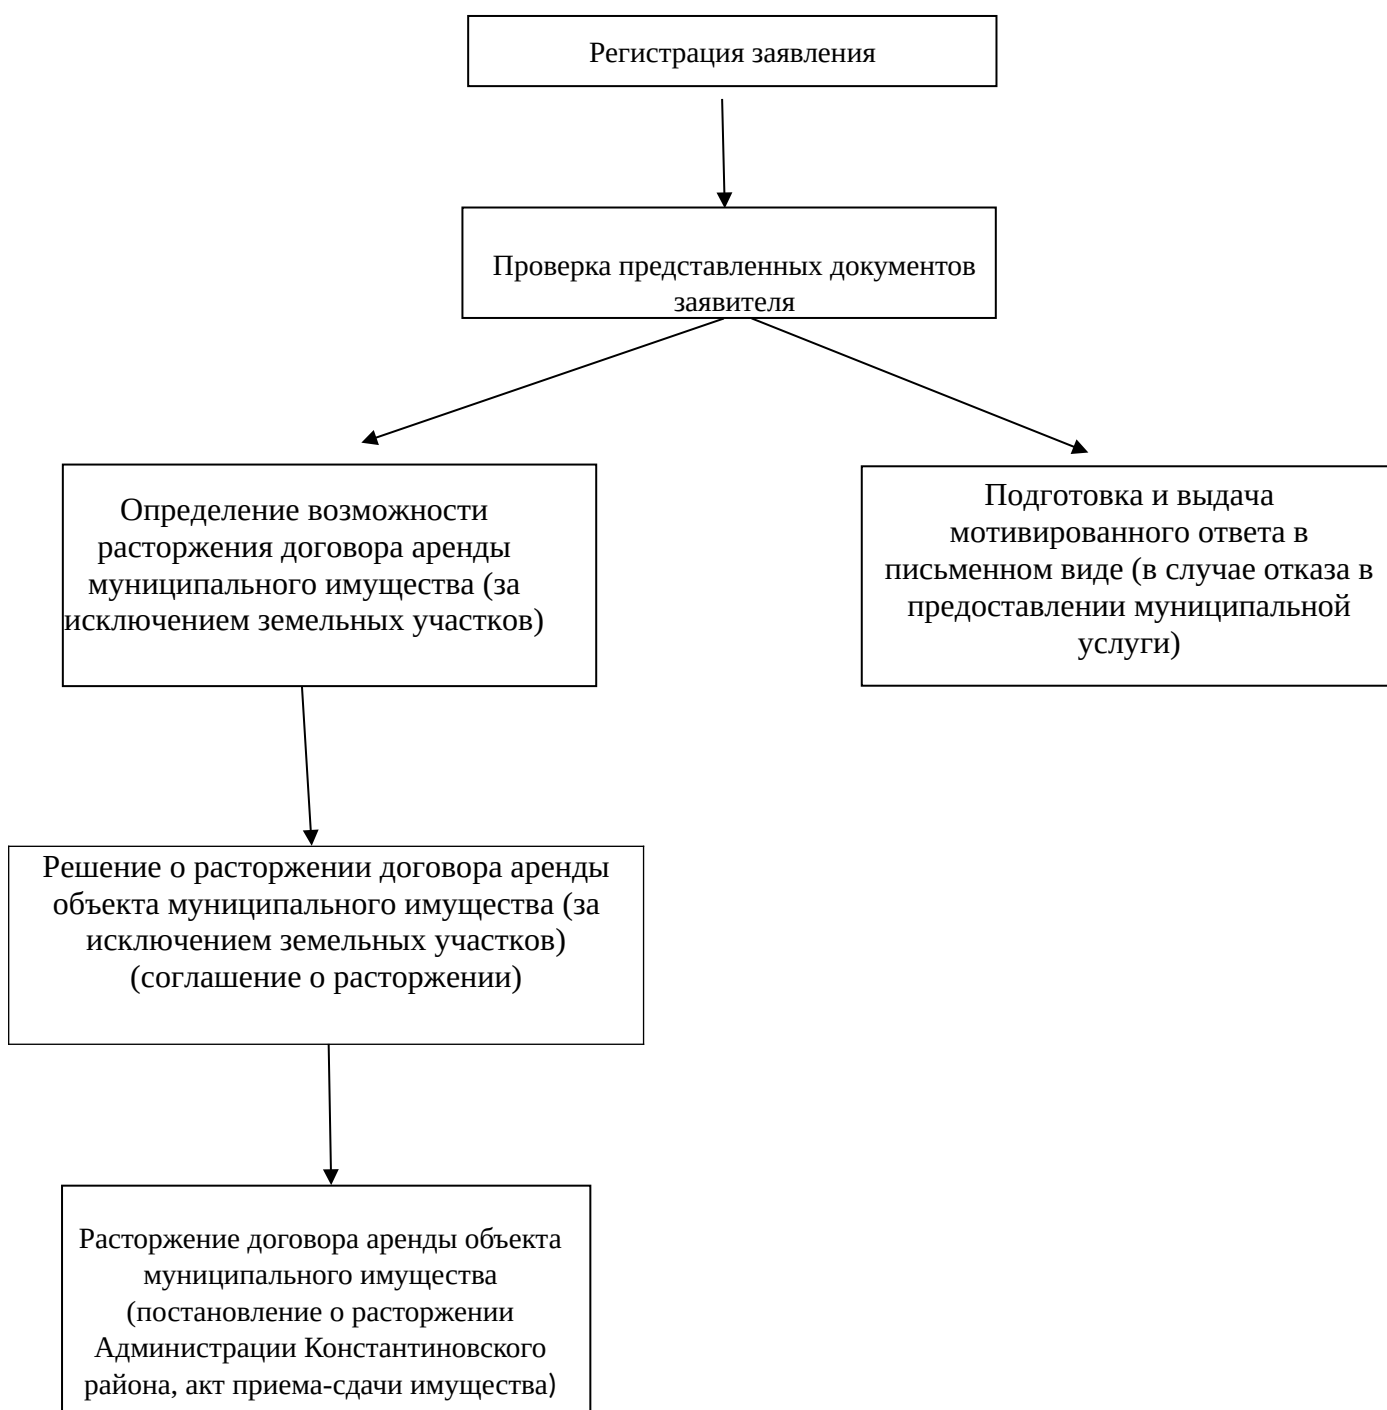 Регистрация заявления
Проверка представленных документов
заявителя
Определение возможности
расторжения договора аренды
муниципального имущества (за
исключением земельных участков)
Подготовка и выдача
мотивированного ответа в
письменном виде (в случае отказа в
предоставлении муниципальной
услуги)
Решение о расторжении договора аренды
объекта муниципального имущества (за
исключением земельных участков)
(соглашение о расторжении)
Расторжение договора аренды объекта
муниципального имущества
(постановление о расторжении
Администрации Константиновского
района, акт приема-сдачи имущества)